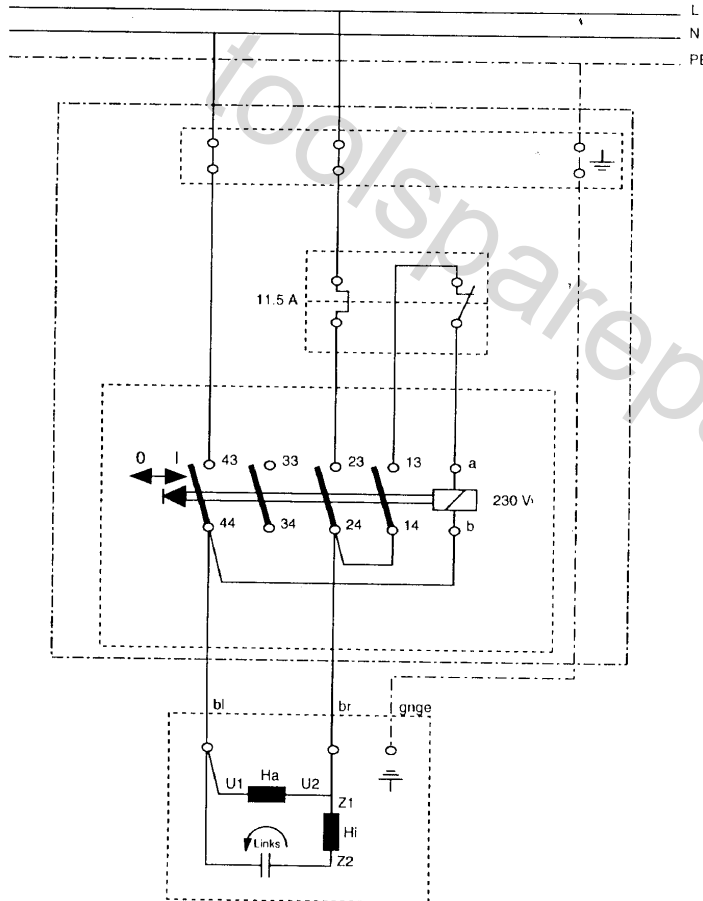 L
N
PE
toolsparepa
11.5 A
0 I
43 33 23 13 a
230 V
44 34 24 14 b
bl br gnge
U1 Ha U2
Z1
Links Hi
Z2